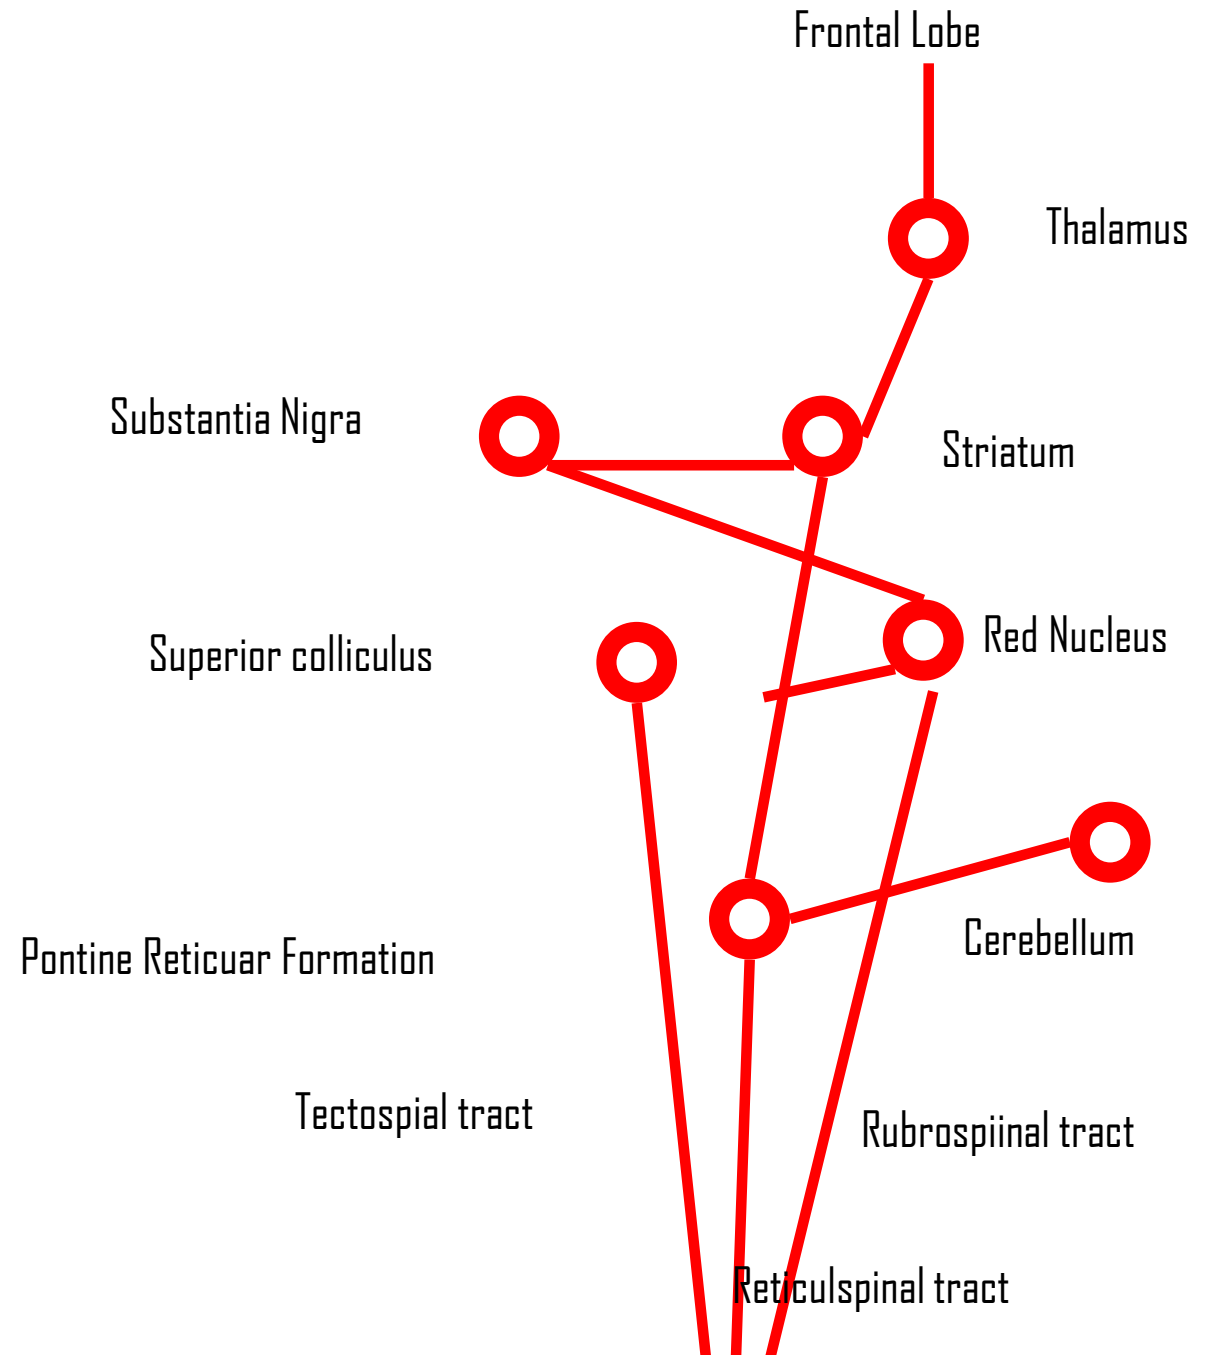 Frontal Lobe
Thalamus
Substantia Nigra
Striatum
Red Nucleus
Superior colliculus
Cerebellum
Pontine Reticuar Formation
Tectospial tract
Rubrospiinal tract
Reticulspinal tract